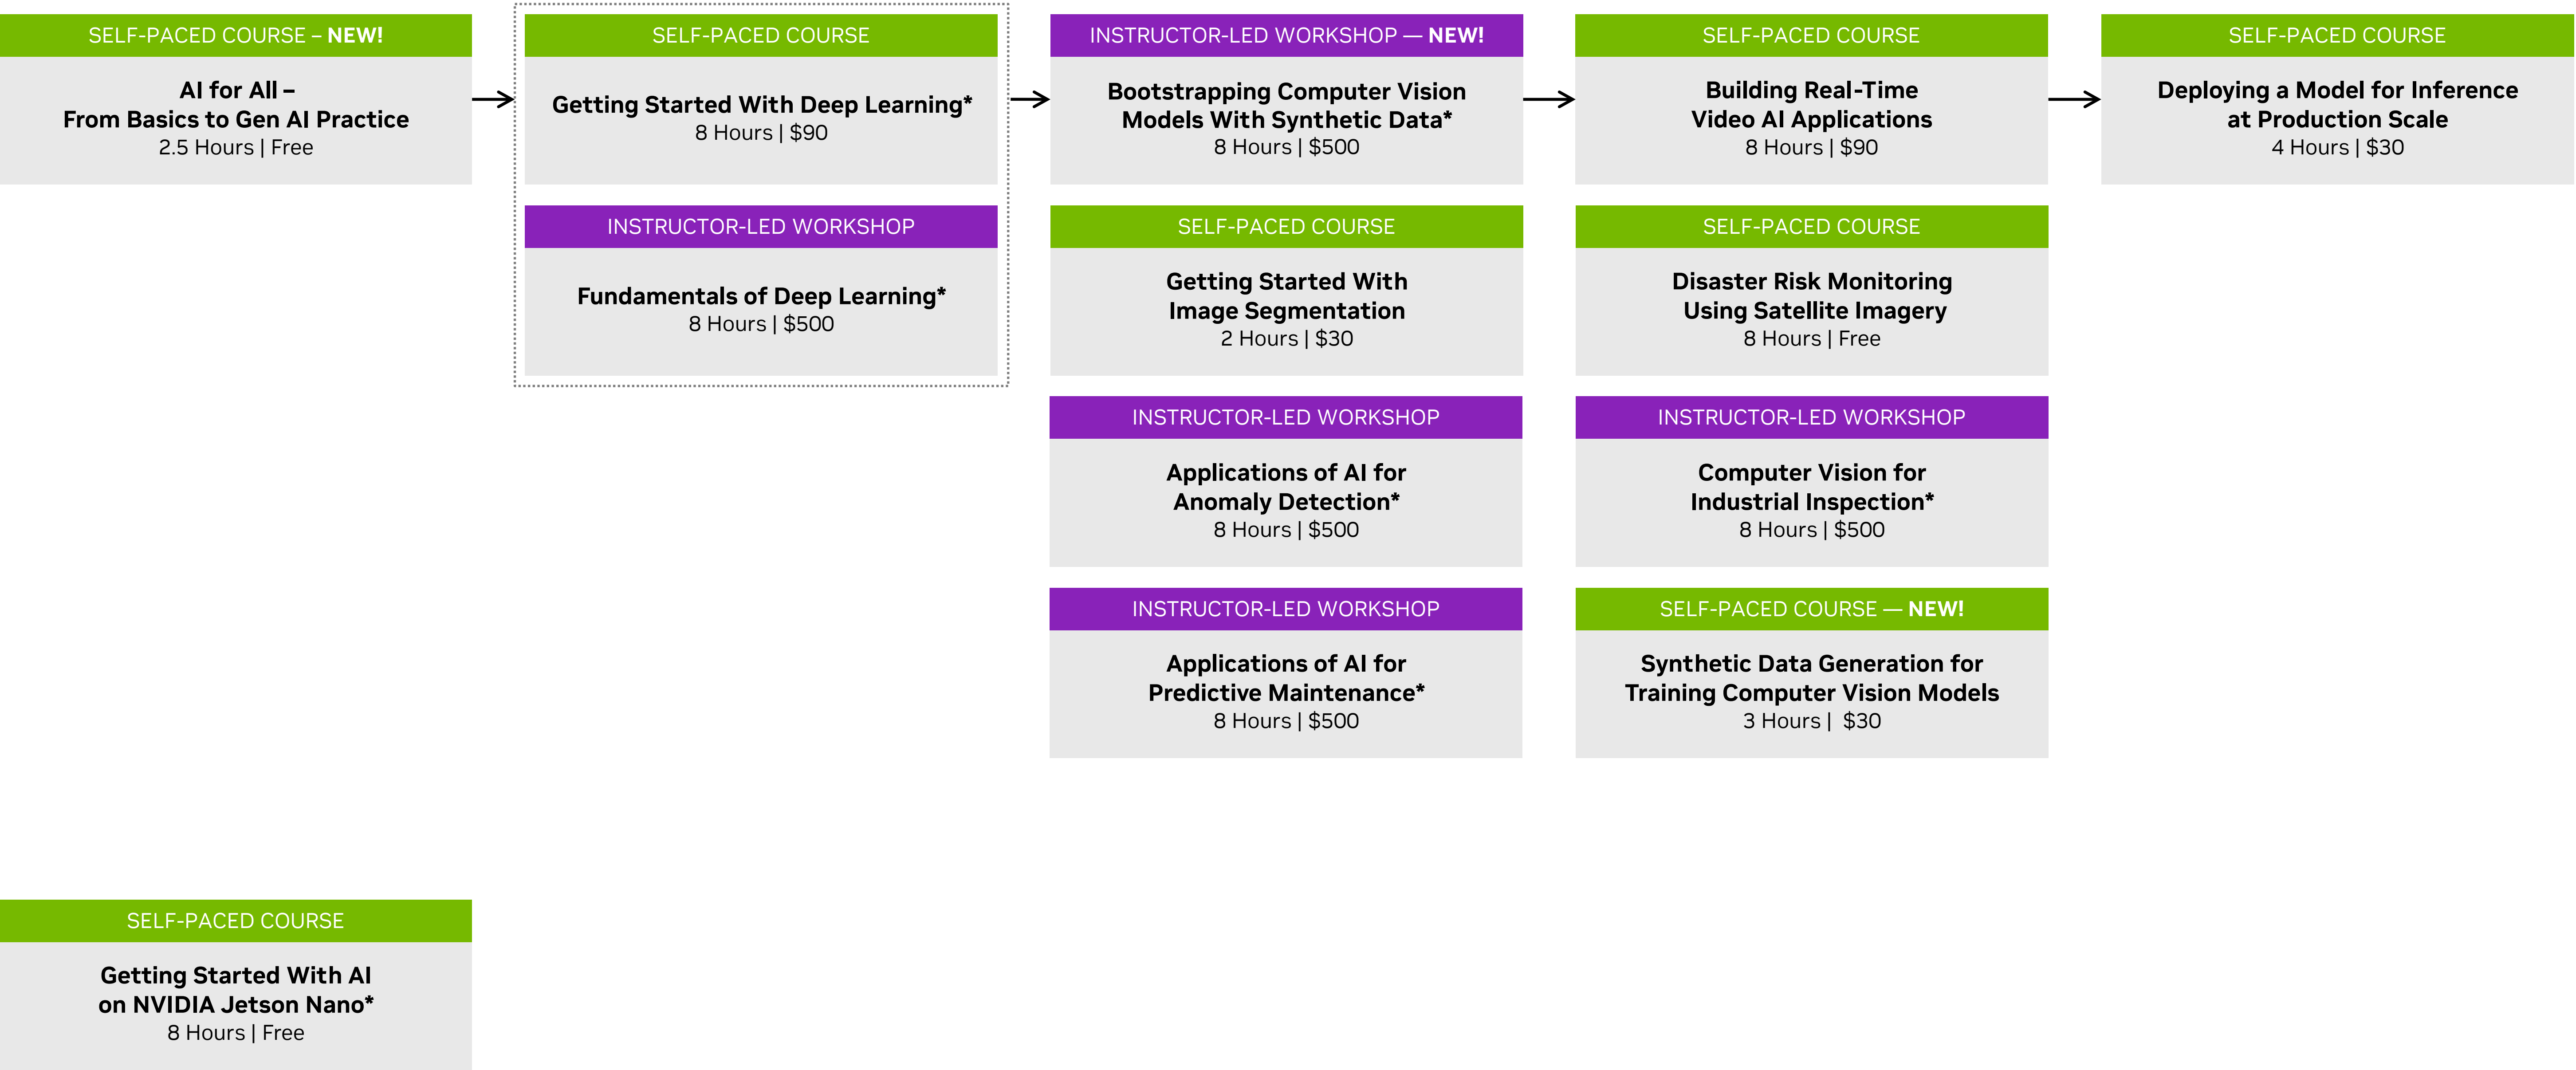 SELF-PACED COURSE – NEW!
AI for All –
From Basics to Gen AI Practice
2.5 Hours | Free
SELF-PACED COURSE
Getting Started With Deep Learning*
8 Hours | $90
INSTRUCTOR-LED WORKSHOP
Fundamentals of Deep Learning*
8 Hours | $500
INSTRUCTOR-LED WORKSHOP — NEW!
Bootstrapping Computer Vision
Models With Synthetic Data*
8 Hours | $500
SELF-PACED COURSE
Getting Started With
Image Segmentation
2 Hours | $30
INSTRUCTOR-LED WORKSHOP
Applications of AI for
Anomaly Detection*
8 Hours | $500
INSTRUCTOR-LED WORKSHOP
Applications of AI for
Predictive Maintenance*
8 Hours | $500
SELF-PACED COURSE
Building Real-Time
Video AI Applications
8 Hours | $90
SELF-PACED COURSE
Disaster Risk Monitoring
Using Satellite Imagery
8 Hours | Free
INSTRUCTOR-LED WORKSHOP
Computer Vision for
Industrial Inspection*
8 Hours | $500
SELF-PACED COURSE — NEW!
Synthetic Data Generation for
Training Computer Vision Models
3 Hours | $30
SELF-PACED COURSE
Deploying a Model for Inference
at Production Scale
4 Hours | $30
SELF-PACED COURSE
Getting Started With AI
on NVIDIA Jetson Nano*
8 Hours | Free